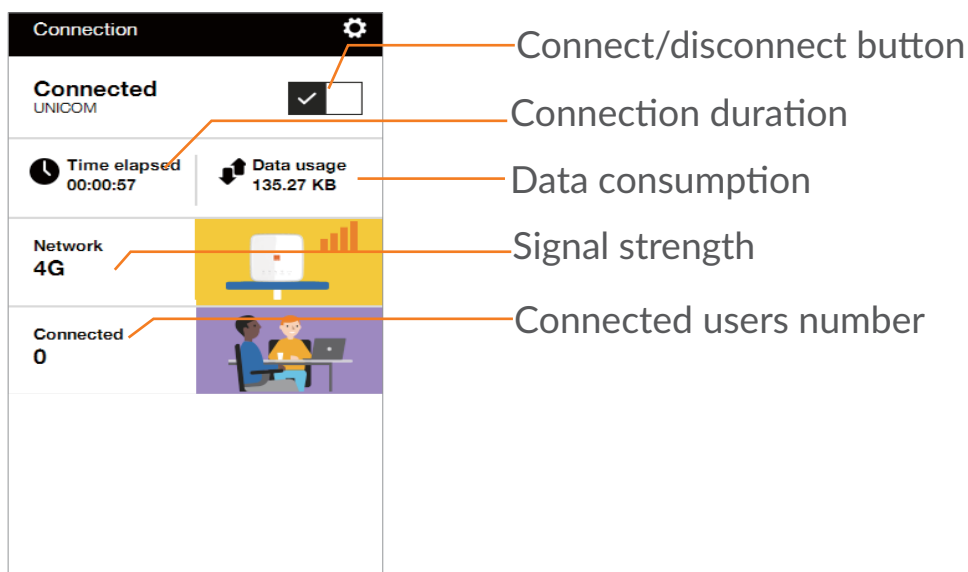 Connection
Connected
UNICOM
Time elapsed
00:00:57
Data usage
135.27 KB
Network
4G
Connected
0
Connect/disconnect button
Connection duration
Data consumption
Signal strength
Connected users number